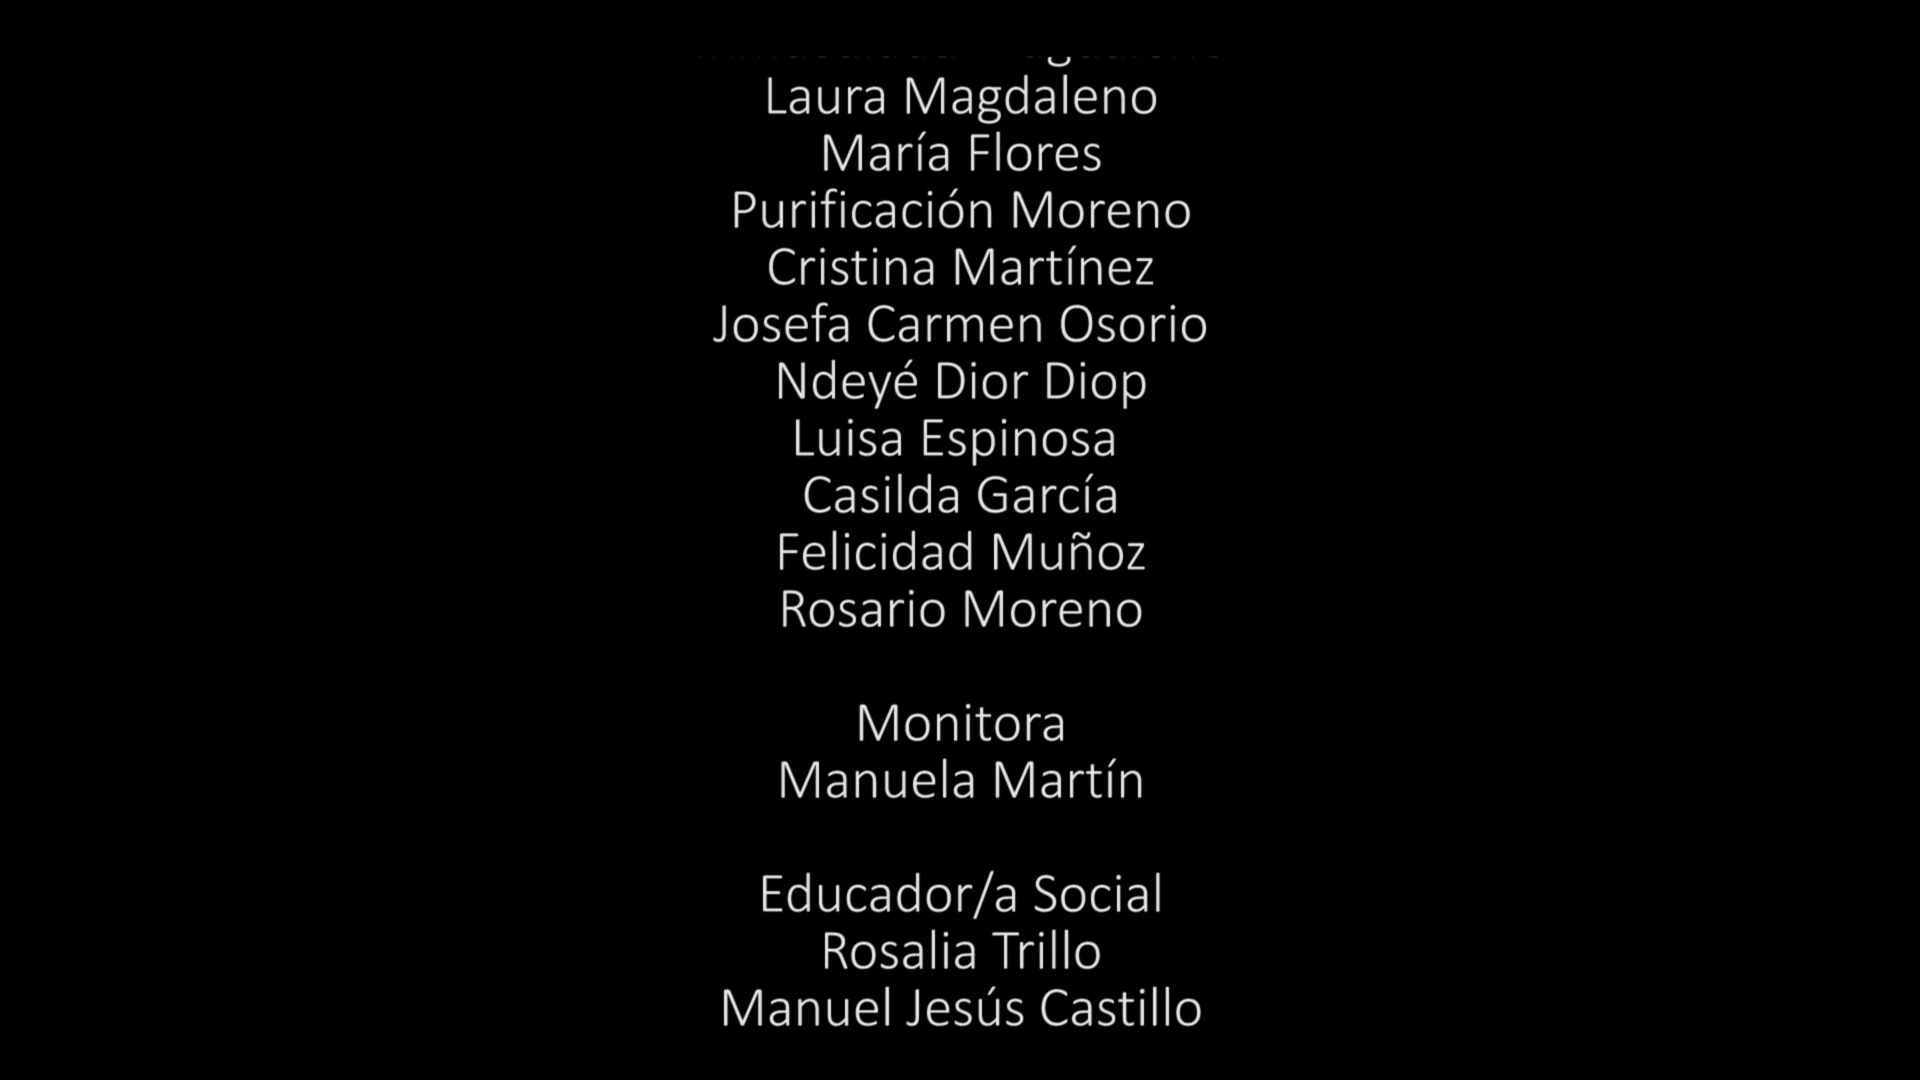 Laura Magdaleno
María Flores
Purificación Moreno
Cristina Martínez
Josefa Carmen Osorio
Ndeyé Dior Diop
Luisa Espinosa
Casilda García
Felicidad Muñoz
Rosario Moreno
Monitora
Manuela Martín
Educador/a Social
Rosalia Trillo
Manuel Jesús Castillo